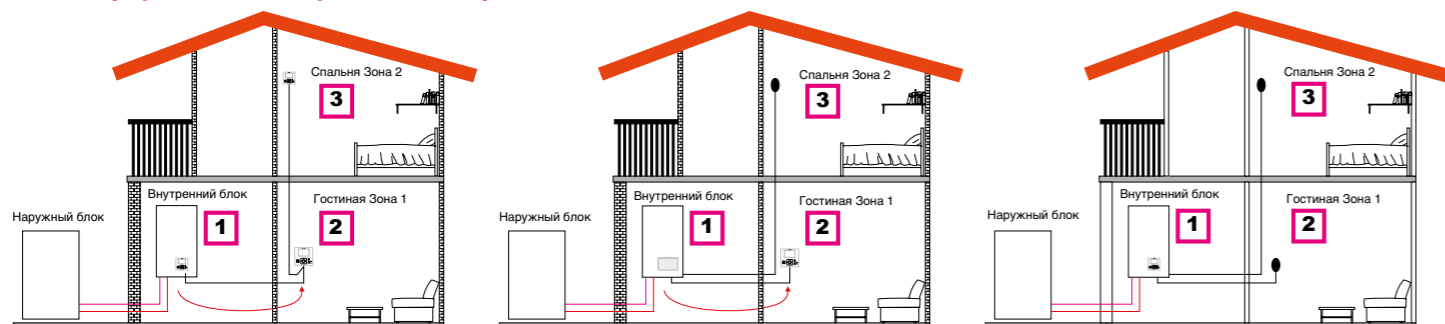 Спальня Зона 2
3
Внутренний блок
Гостиная Зона 1
Наружный блок
1
2
Спальня Зона 2
3
Внутренний блок
Гостиная Зона 1
Наружный блок
1
2
Спальня Зона 2
3
Внутренний блок
Гостиная Зона 1
Наружный блок
1
2